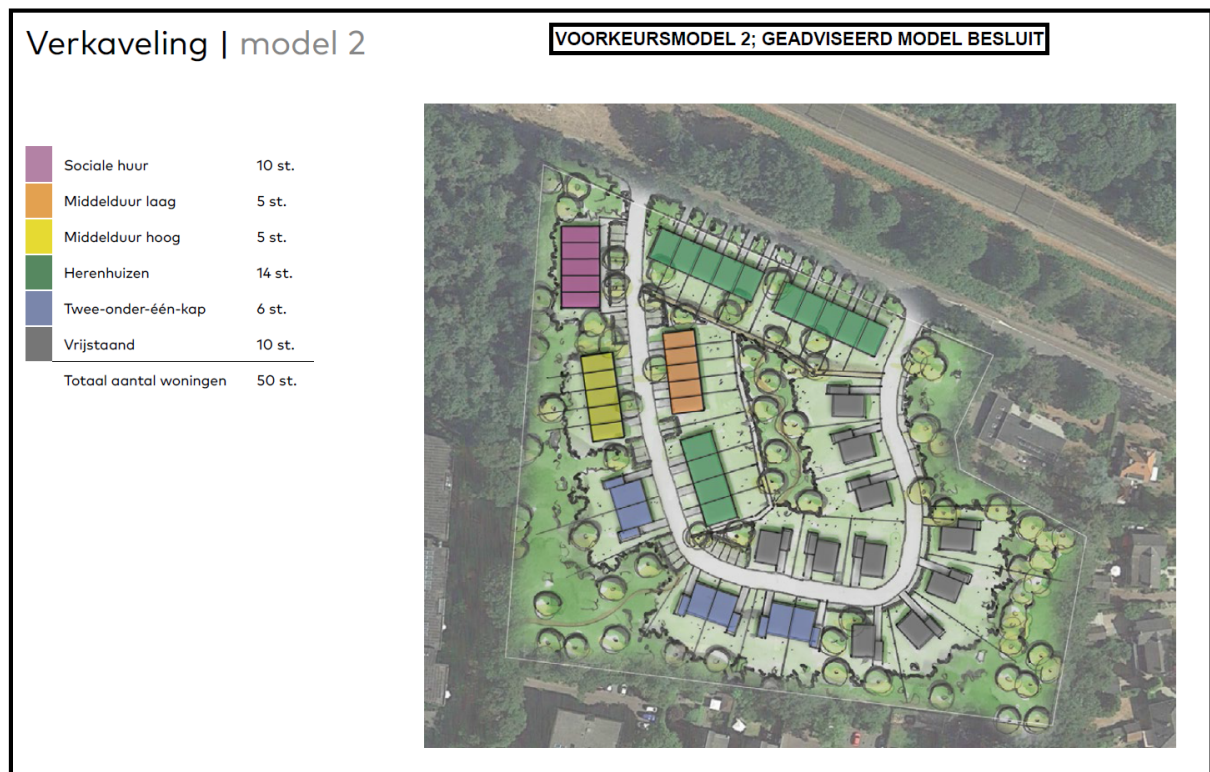 Verkaveling | model 2
VOORKEURSMODEL 2; GEADVISEERD MODEL BESLUIT
Sociale huur 10 st.
Middelduur laag 5 st.
Middelduur hoog 5 st.
Herenhuizen 14 st.
Twee-onder-één-kap 6 st.
Vrijstaand 10 st.
Totaal aantal woningen 50 st.